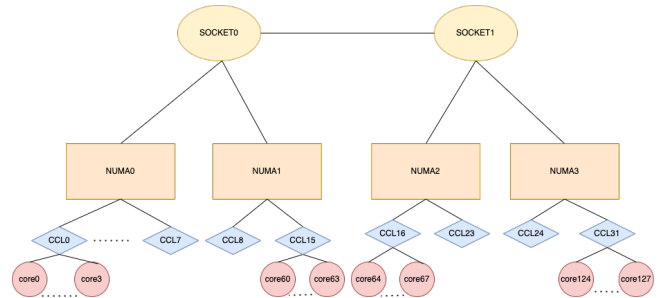 SOCKET0
SOCKET1
NUMA0
NUMA1
NUMA2
NUMA3
CCL0
CCL7
CCL8
CCL15
CCL16
CCL23
CCL24
CCL31
core0
core3
core60
core63
core64
core67
core124
core127